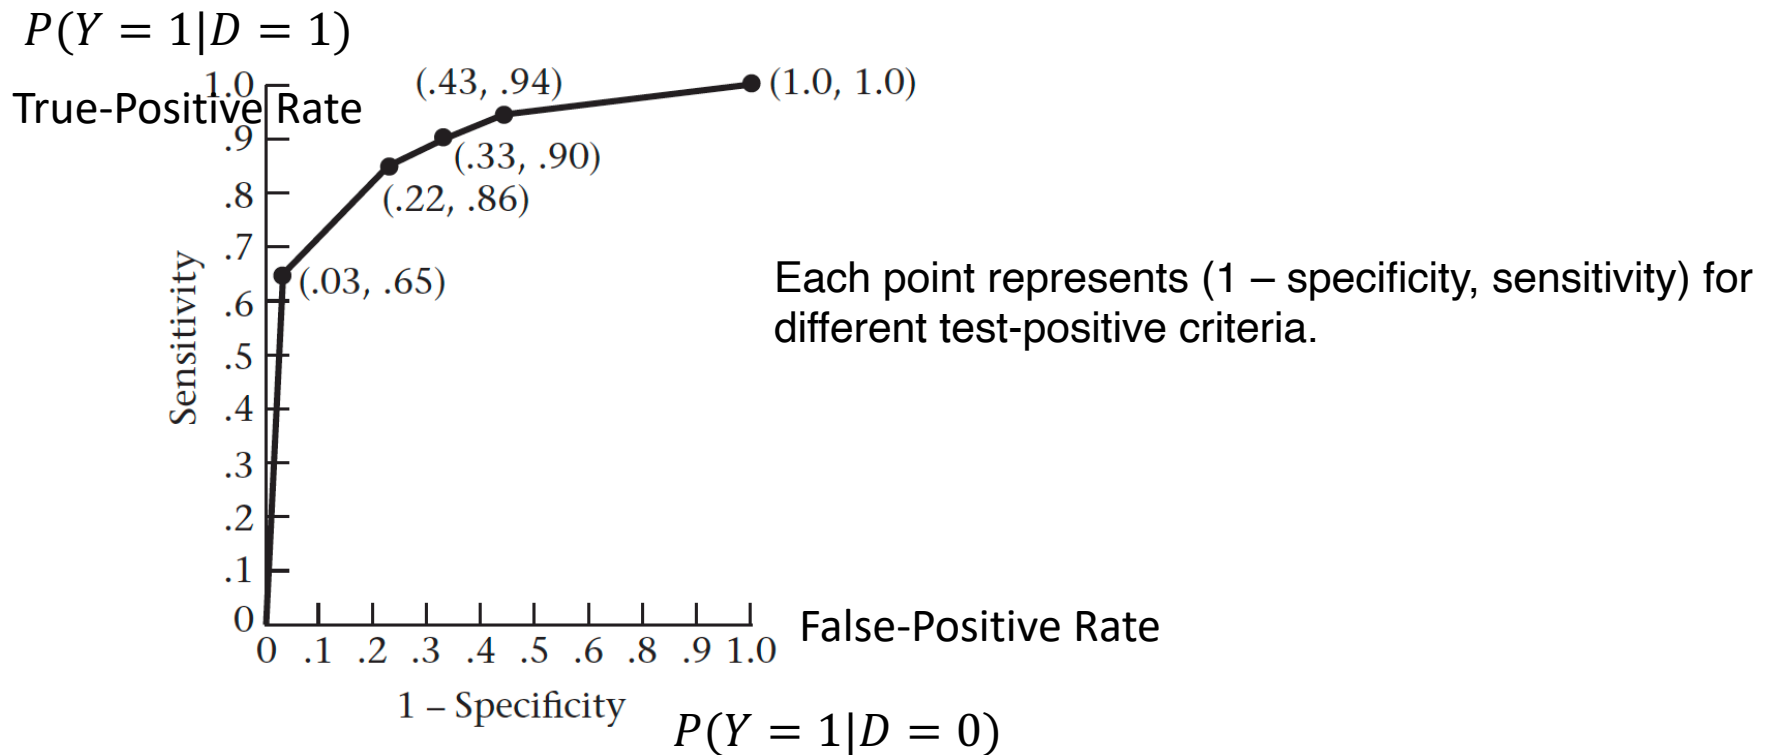 P(Y = 1|D = 1)
True-Positive Rate
1.0
.9
.8
.7
.6
.5
.4
.3
.2
.1
0
Sensitivity
(.43, .94)
(1.0, 1.0)
(.33, .90)
(.22, .86)
(.03, .65)
Each point represents (1 – specificity, sensitivity) for
different test-positive criteria.
0 .1 .2 .3 .4 .5 .6 .8 .9 1.0
False-Positive Rate
1 – Specificity
P(Y = 1|D = 0)